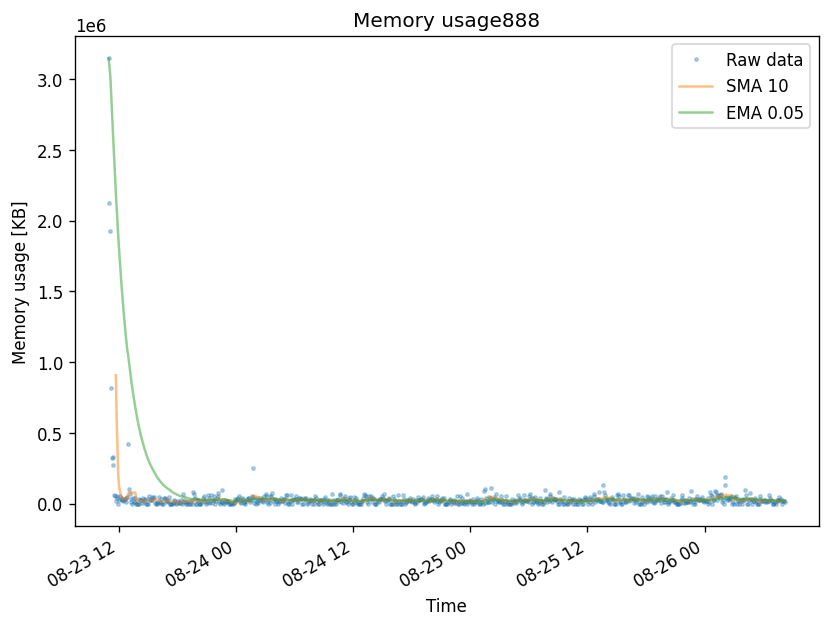 Memory usage888
1e6
Raw data
SMA 10
EMA 0.05
3.0
2.5
2.0
1.5
1.0
0.5
0.0
Memory usage [KB]
08-23 12
08-24 00
08-24 12
08-25 00
08-25 12
08-26 00
Time